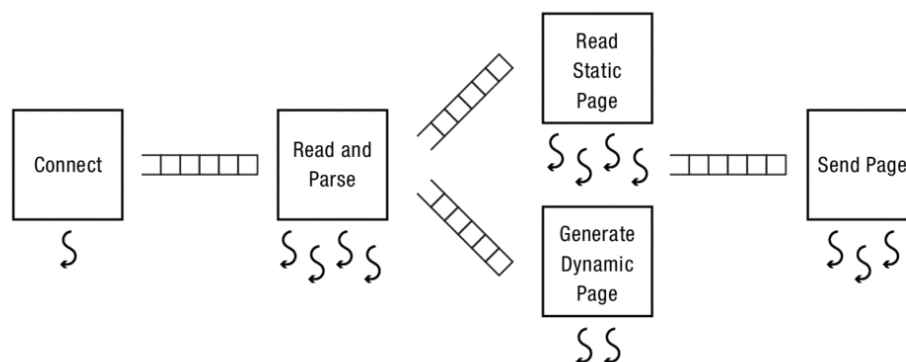 Connect
Read and
Parse
Read
Static
Page
Generate
Dynamic
Page
Send Page